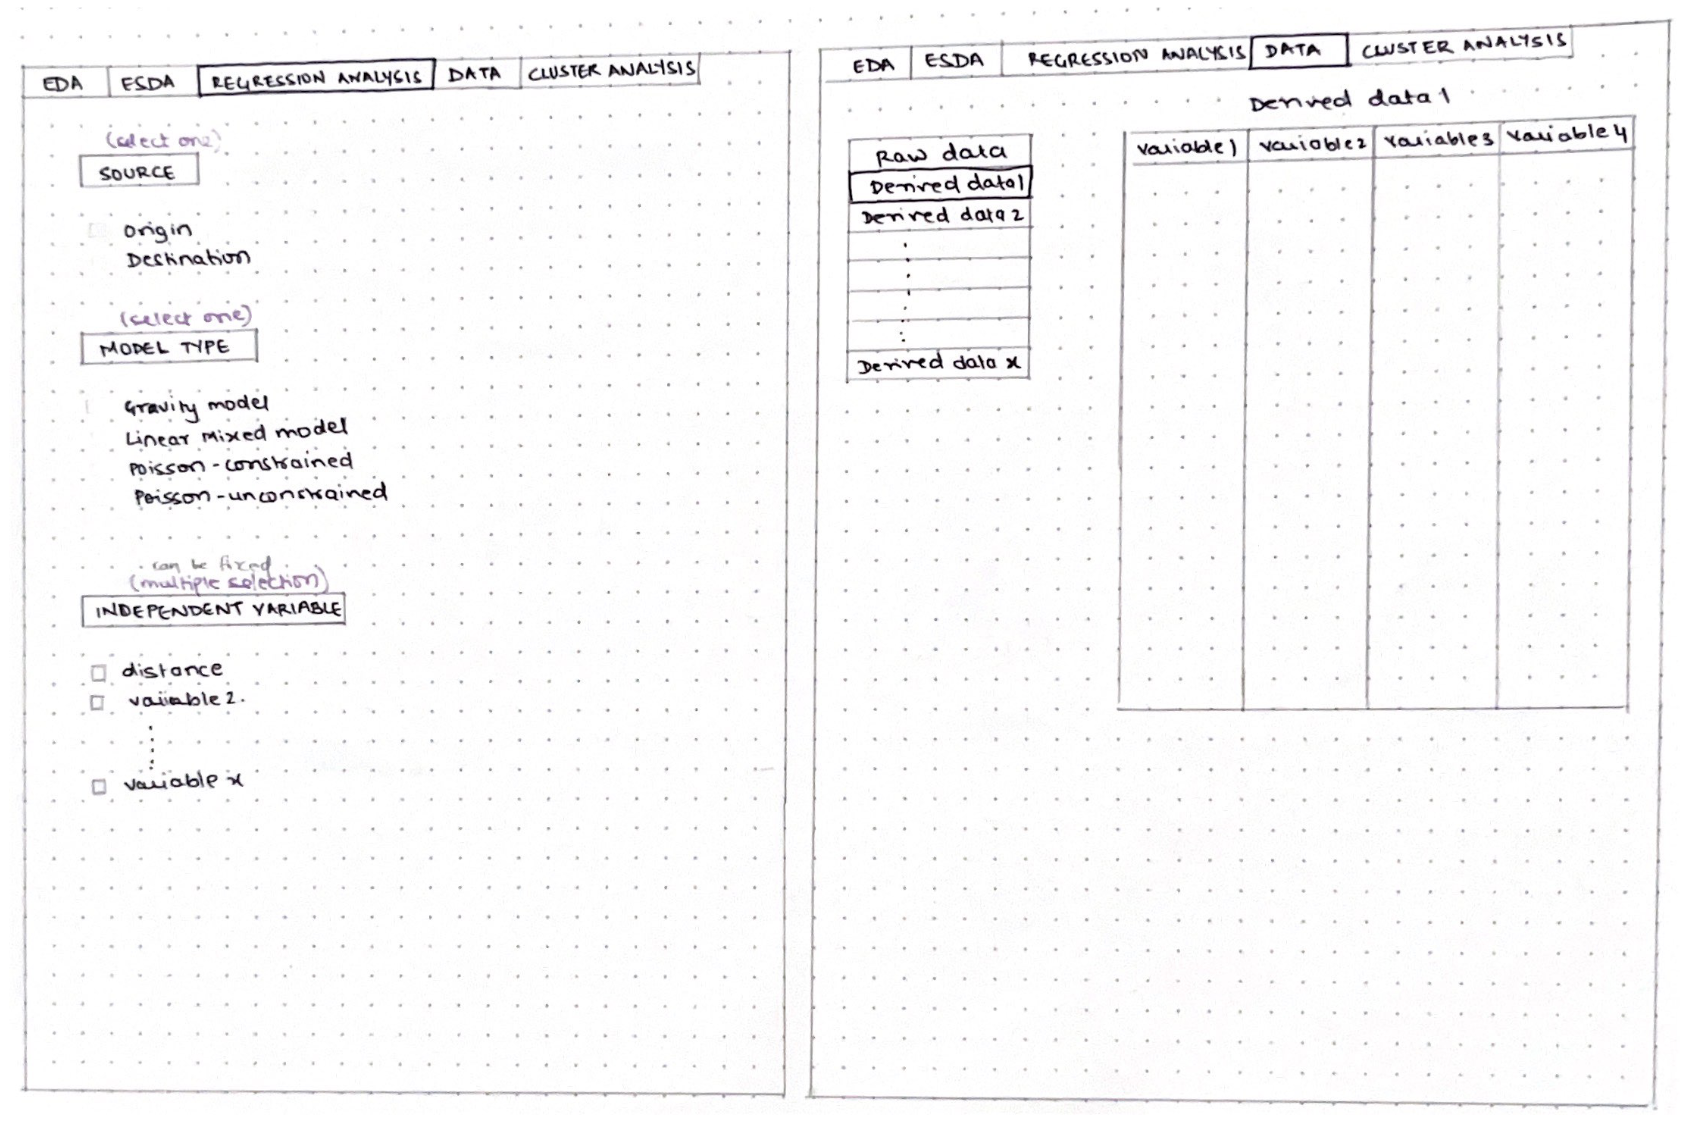 EDA ESDA REGRESSION ANALYSIS DATA CLUSTER ANALYSIS
(select one)
SOURCE
Origin
Destination
(select one)
MODEL TYPE
Gravity model
Linear Mixed model
Poisson-constrained
Poisson-unconstrained
can be fixed
(multiple selection)
INDEPENDENT VARIABLE
distance
variable 2.
variable x
EDA ESDA REGRESSION ANALYSIS DATA CLUSTER ANALYSIS
Derived data 1
Raw data
Derived data 1
Derived data 2
Derived data x
variable 1 variable 2 variable 3 variable 4